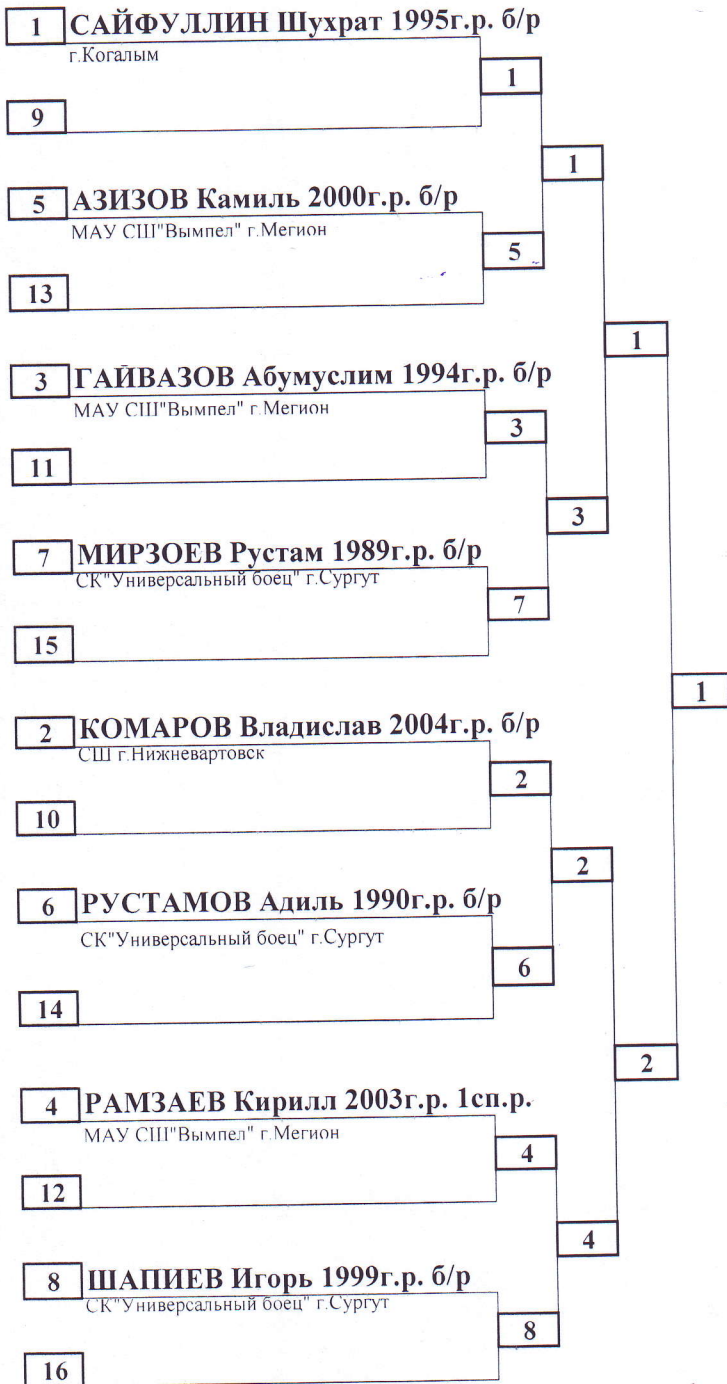 1 САЙФУЛЛИН Шухрат 1995г.р. б/р
г.Когалым
1
9
1
5 АЗИЗОВ Камиль 2000г.р. б/р
МАУ СШ"Вымпел" г.Мегион
5
13
1
3 ГАЙВАЗОВ Абумуслим 1994г.р. б/р
МАУ СШ"Вымпел" г.Мегион
3
11
3
7 МИРЗОЕВ Рустам 1989г.р. б/р
СК"Универсальный боец" г.Сургут
7
15
1
2 КОМАРОВ Владислав 2004г.р. б/р
СШ г.Нижневартовск
2
10
2
6 РУСТАМОВ Адиль 1990г.р. б/р
СК"Универсальный боец" г.Сургут
6
14
2
4 РАМЗАЕВ Кирилл 2003г.р. 1сп.р.
МАУ СШ"Вымпел" г.Мегион
4
12
4
8 ШАПИЕВ Игорь 1999г.р. б/р
СК"Универсальный боец" г.Сургут
8
16